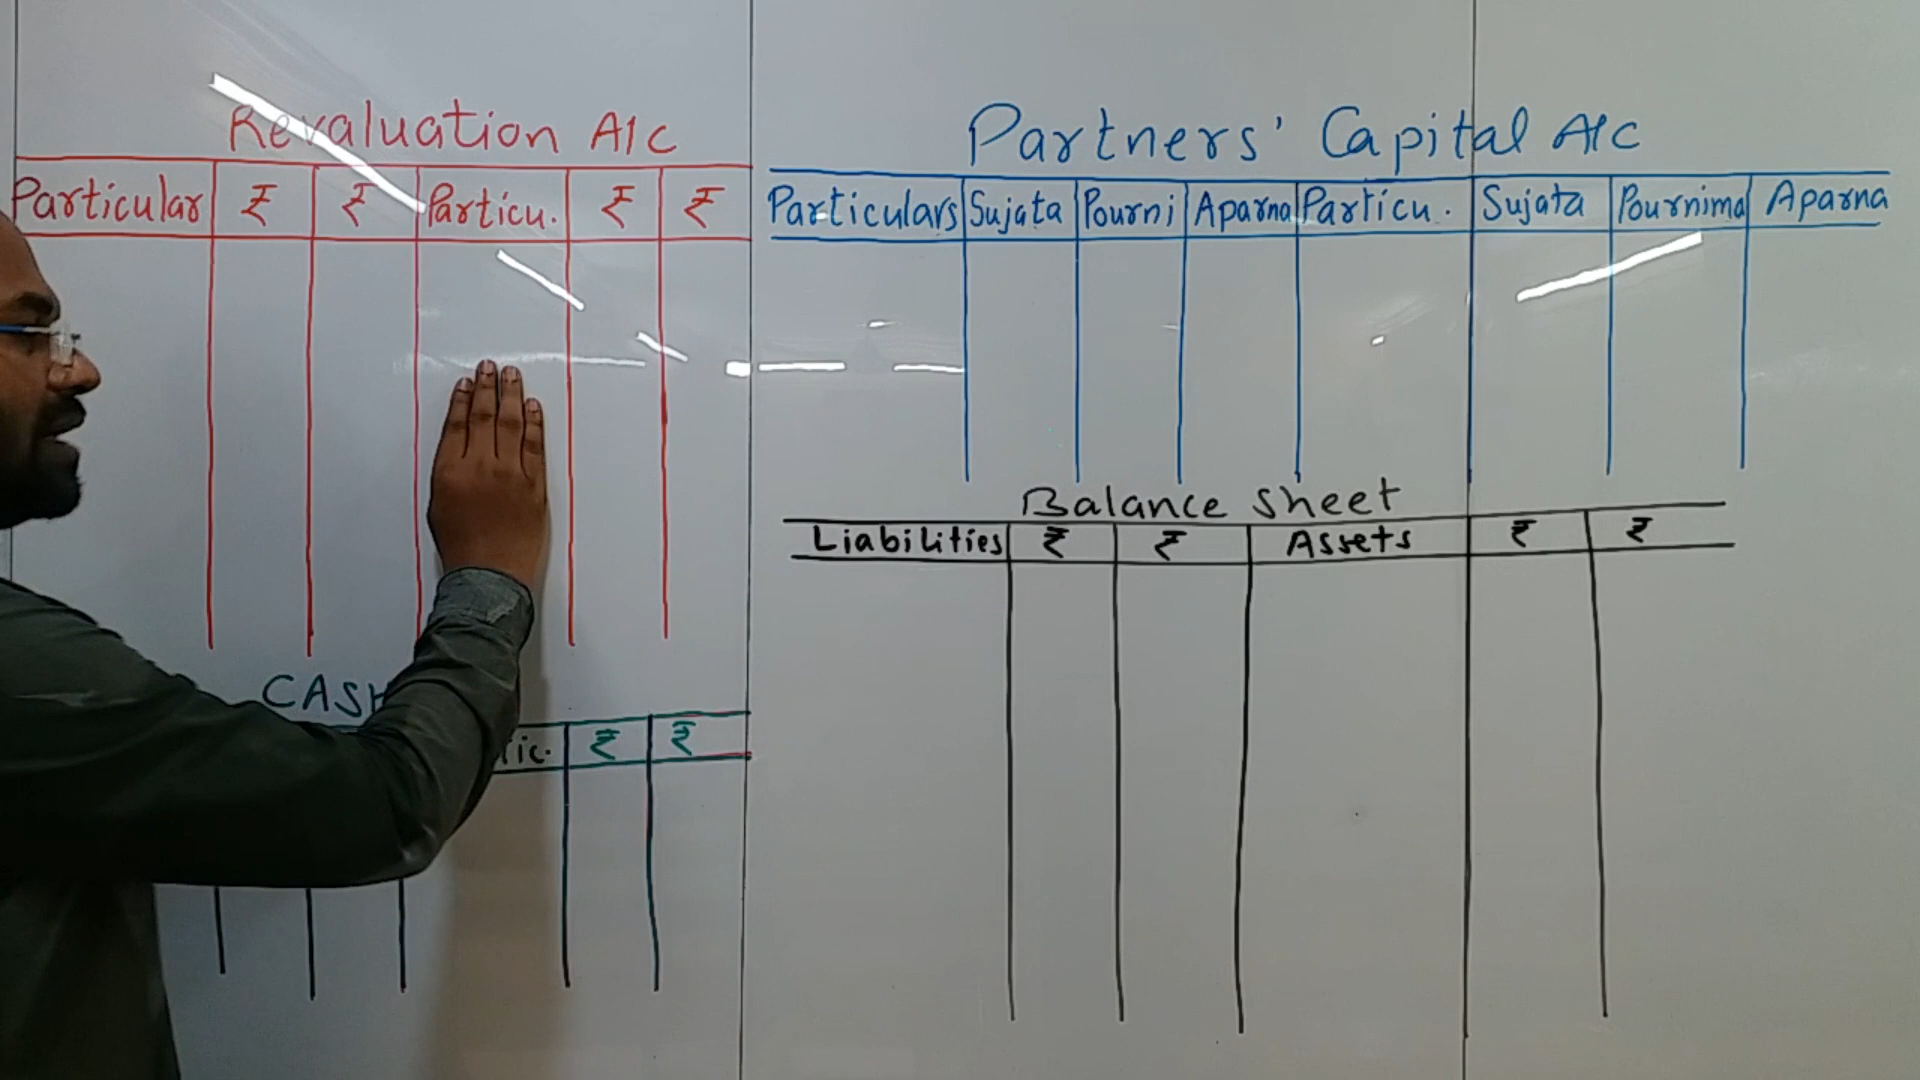 Revaluation A/c
Particular ₹ ₹ Particu. ₹ ₹
Partners' Capital A/c
Particulars Sujata Pourni Aparna Particu. Sujata Pournima Aparna
Balance Sheet
Liabilities ₹ ₹ Assets ₹ ₹
CASH
tic. ₹ ₹